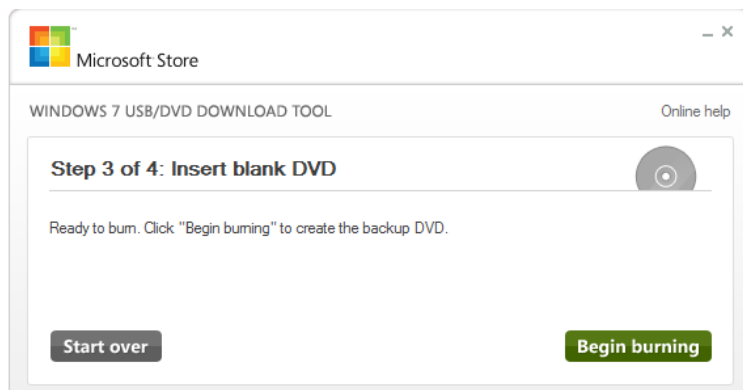 Microsoft Store
WINDOWS 7 USB/DVD DOWNLOAD TOOL
Online help
Step 3 of 4: Insert blank DVD
Ready to burn. Click "Begin burning" to create the backup DVD.
Start over
Begin burning